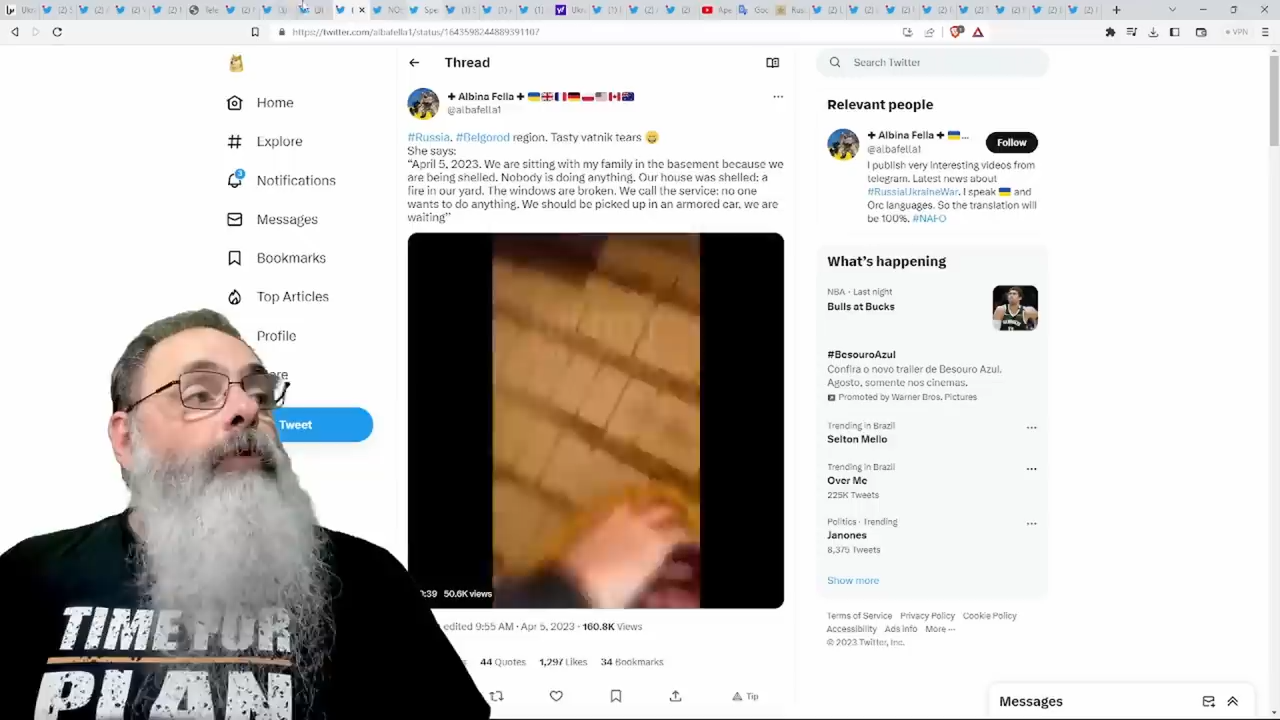 https://twitter.com/albafella1/status/1643598244889391107
VPN
Home
Explore
3
Notifications
Messages
Bookmarks
Top Articles
Profile
Tweet
Thread
Albina Fella
@albafella1
#Russia, #Belgorod region. Tasty vatnik tears
She says:
“April 5, 2023. We are sitting with my family in the basement because we
are being shelled. Nobody is doing anything. Our house was shelled: a
fire in our yard. The windows are broken. We call the service: no one
wants to do anything. We should be picked up in an armored car, we are
waiting”
50.6K views
edited 9:55 AM · Apr 5, 2023 · 160.8K Views
44 Quotes 1,297 Likes 34 Bookmarks
Tip
Search Twitter
Relevant people
Albina Fella
@albafella1
Follow
I publish very Interesting videos from
telegram. Latest news about
#RussiaUkraineWar. I speak and
Orc languages. So the translation will
be 100%. #NAFO
What's happening
NBA · Last night
Bulls at Bucks
#BesouroAzul
Confira o novo trailer de Besouro Azul.
Agosto, somente nos cinemas.
Promoted by Warner Bros. Pictures
Trending in Brazil
Selton Mello
Trending in Brazil
Over Me
225K Tweets
Politics · Trending
Janones
8,375 Tweets
Show more
Terms of Service Privacy Policy Cookie Policy
Accessibility Ads info More
© 2023 Twitter, Inc.
Messages
TIME FOR
PLAN